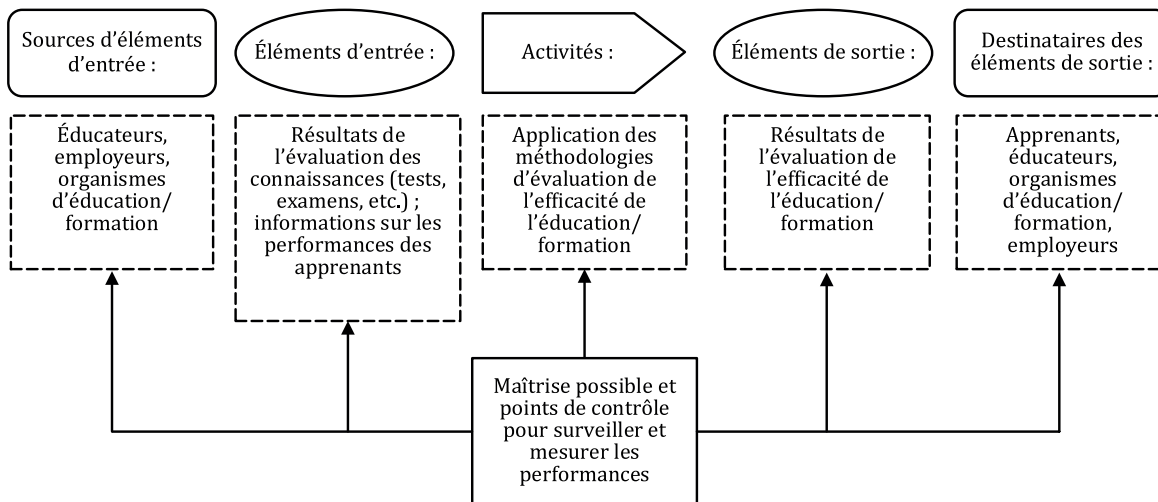 Sources d’éléments
d’entrée :
Éléments d’entrée :
Activités :
Éléments de sortie :
Destinataires des
éléments de sortie :
Éducateurs,
employeurs,
organismes
d’éducation/
formation
Résultats de
l’évaluation des
connaissances (tests,
examens, etc.) ;
informations sur les
performances des
apprenants
Application des
méthodologies
d’évaluation de
l’efficacité de
l’éducation/
formation
Résultats de
l’évaluation de
l’efficacité de
l’éducation/
formation
Apprenants,
éducateurs,
organismes
d’éducation/
formation,
employeurs
Maîtrise possible et
points de contrôle
pour surveiller et
mesurer les
performances